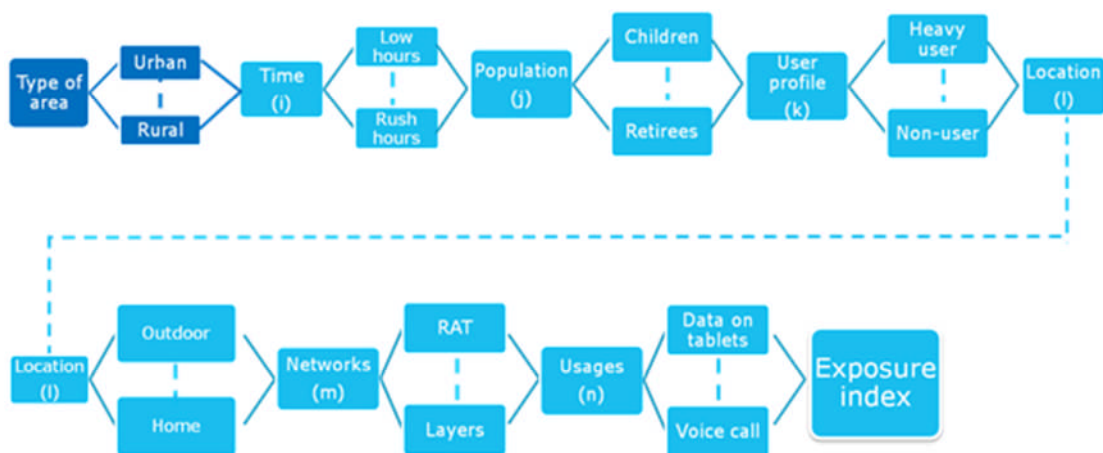 Type of
area
Urban
Rural
Time
(i)
Low
hours
Rush
hours
Population
(j)
Children
Retirees
User
profile
(k)
Heavy
user
Non-user
Location
(l)
Location
(l)
Outdoor
Home
Networks
(m)
RAT
Layers
Usages
(n)
Data on
tablets
Voice call
Exposure
index